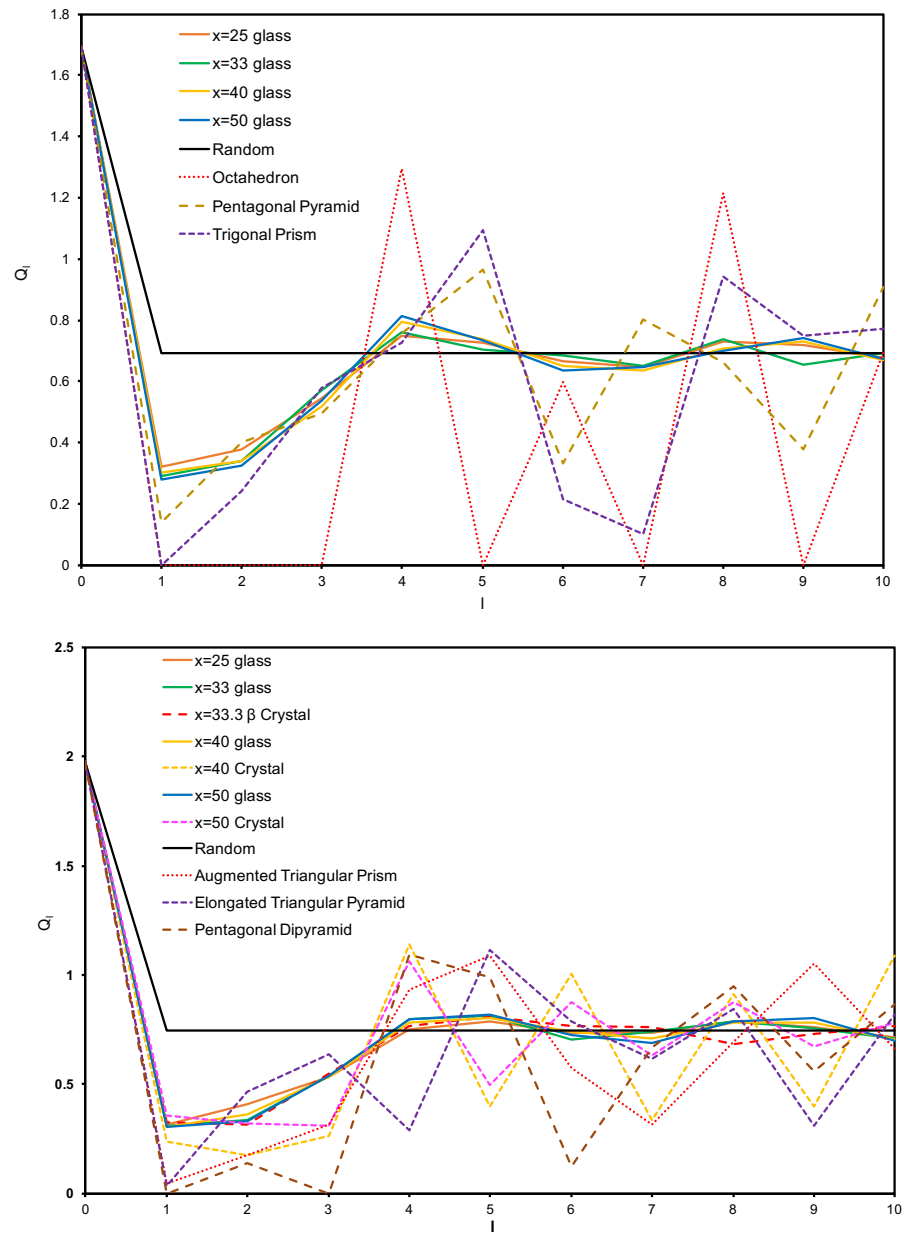 1.8
1.6
1.4
1.2
1
0.8
0.6
0.4
0.2
0
Ql
x=25 glass
x=33 glass
x=40 glass
x=50 glass
Random
Octahedron
Pentagonal Pyramid
Trigonal Prism
0 1 2 3 4 5 6 7 8 9 10
l
2.5
2
1.5
1
0.5
0
Ql
x=25 glass
x=33 glass
x=33.3 β Crystal
x=40 glass
x=40 Crystal
x=50 glass
x=50 Crystal
Random
Augmented Triangular Prism
Elongated Triangular Pyramid
Pentagonal Dipyramid
0 1 2 3 4 5 6 7 8 9 10
l